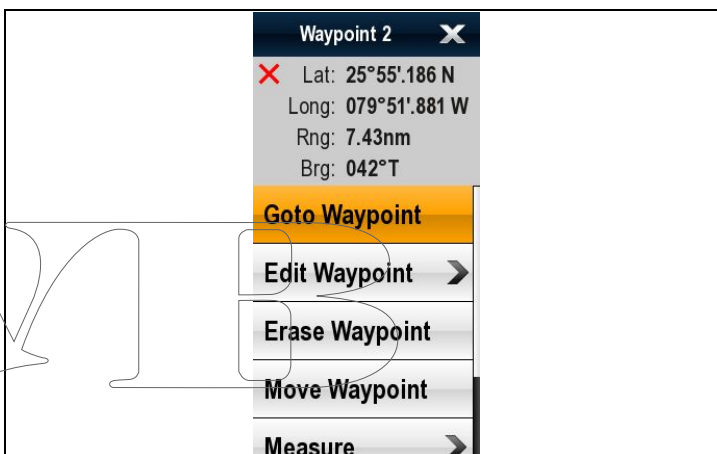 Waypoint 2
Lat: 25°55'.186 N
Long: 079°51'.881 W
Rng: 7.43nm
Brg: 042°T
Goto Waypoint
Edit Waypoint
Erase Waypoint
Move Waypoint
Measure